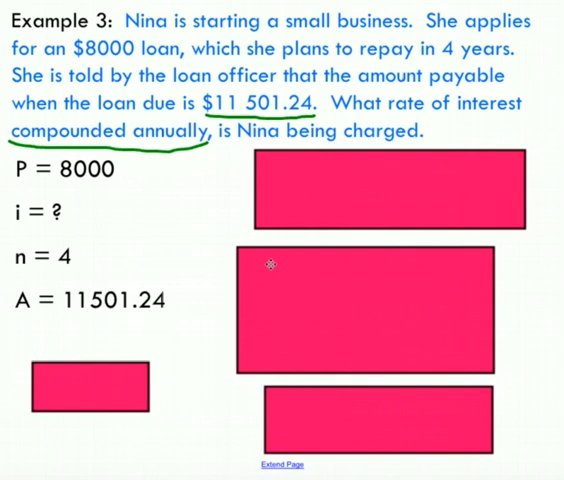 Example 3: Nina is starting a small business. She applies
for an $8000 loan, which she plans to repay in 4 years.
She is told by the loan officer that the amount payable
when the loan due is $11 501.24. What rate of interest
compounded annually, is Nina being charged.
P = 8000
i = ?
n = 4
A = 11501.24
Extend Page